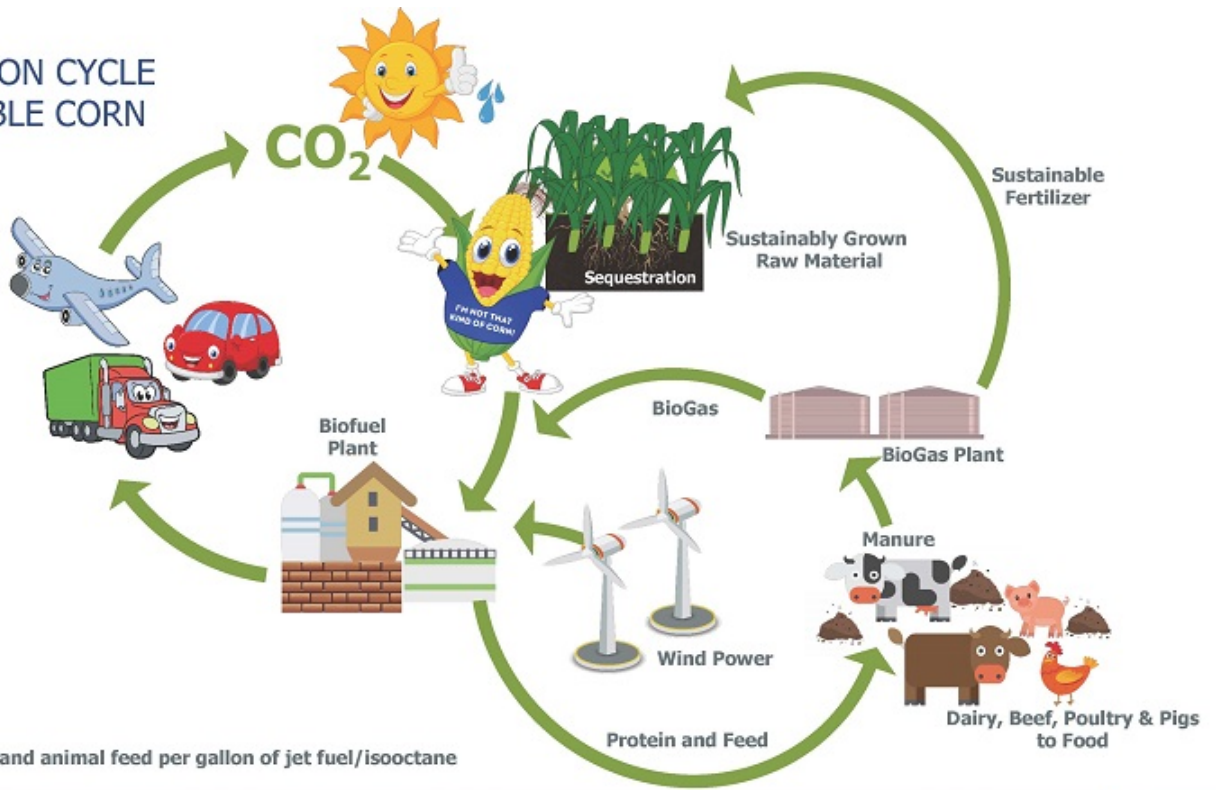 ON CYCLE
BLE CORN
CO₂
Sustainable
Fertilizer
Sustainably Grown
Raw Material
Sequestration
I'M NOT THAT
KIND OF CORN!
BioGas
BioGas Plant
Biofuel
Plant
Manure
Wind Power
Dairy, Beef, Poultry & Pigs
to Food
Protein and Feed
and animal feed per gallon of jet fuel/isooctane